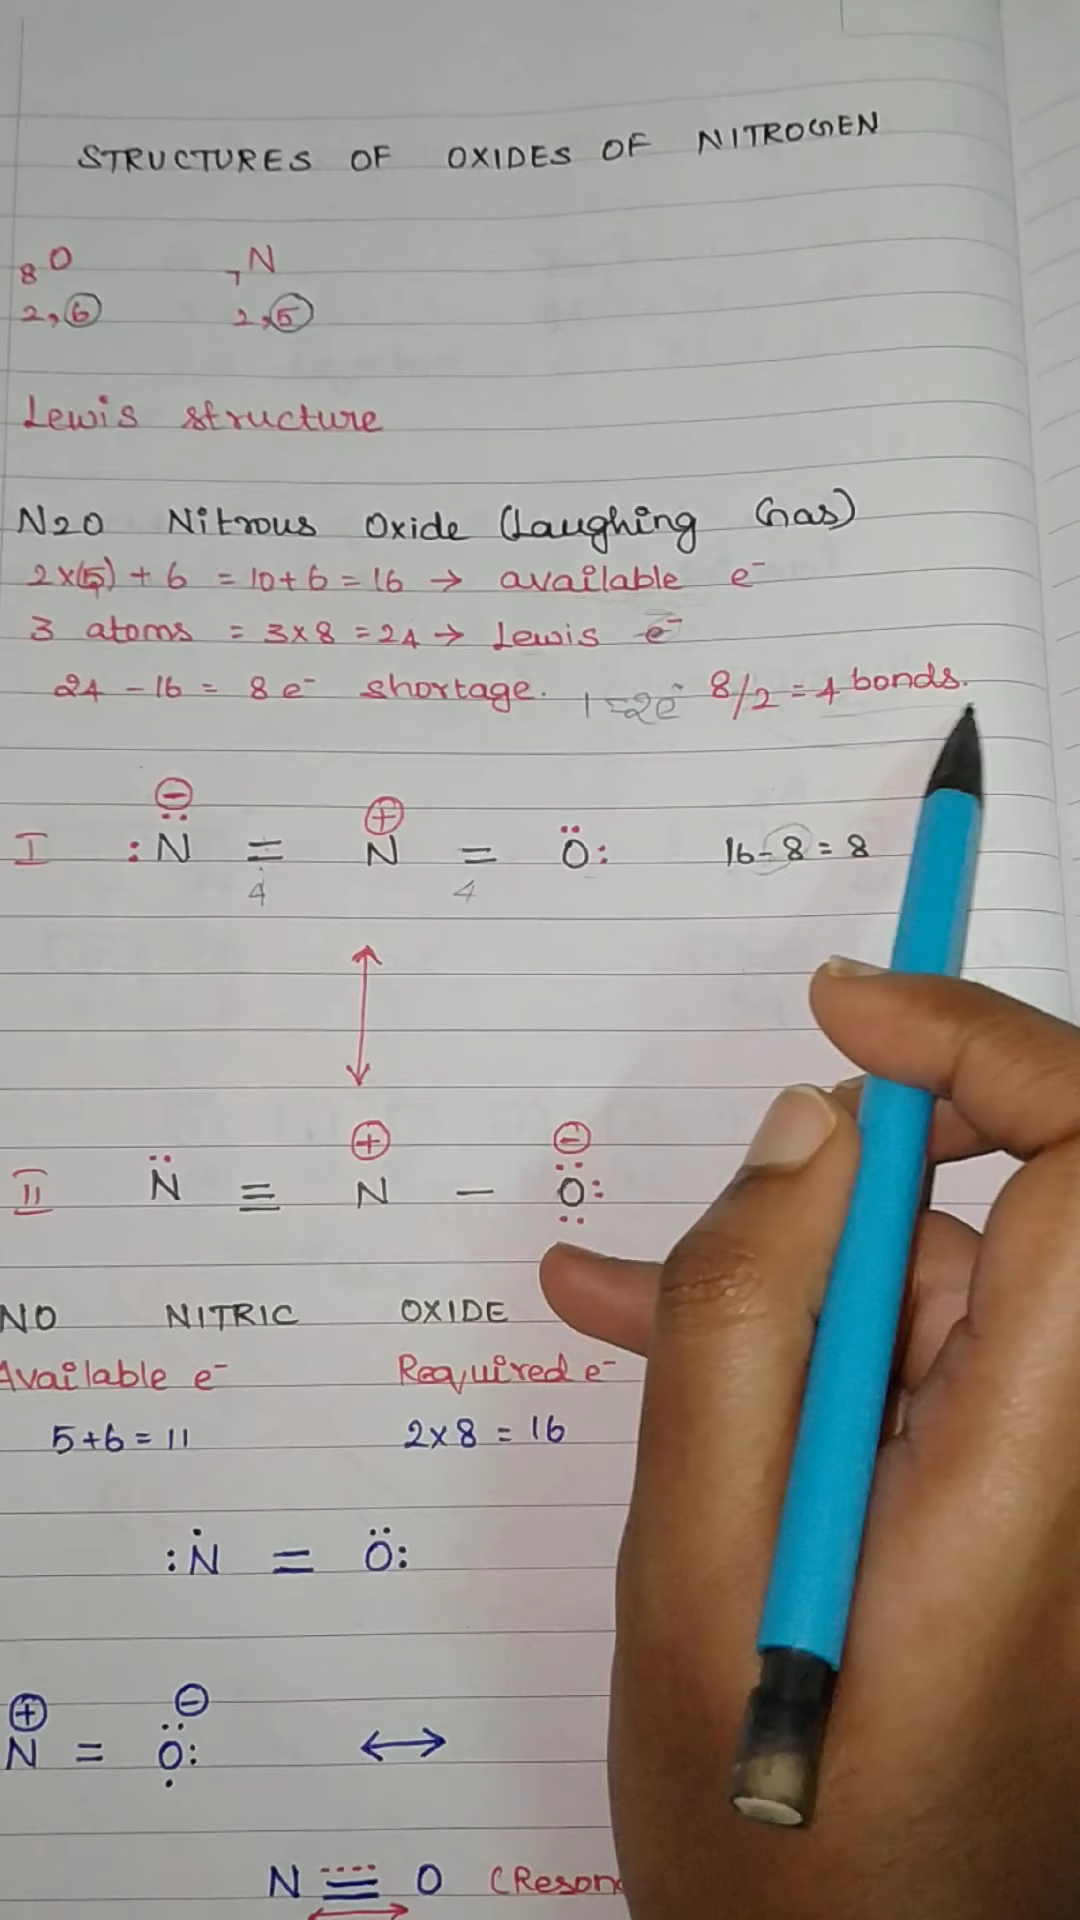 STRUCTURES OF OXIDES OF NITROGEN
8O 7N
2,6 2,5
Lewis structure
N2O Nitrous Oxide (Laughing Gas)
2×(5) + 6 = 10+6 = 16 → available e⁻
3 atoms = 3×8 = 24 → Lewis e⁻
24 - 16 = 8e⁻ shortage. 1=2e⁻ 8/2 = 4 bonds.
⊖ ⊕
I :N̈ = N = Ö: 16-8=8
4 4
↕
⊕ ⊖
II N̈ ≡ N - Ö:
NO NITRIC OXIDE
Available e⁻ Required e⁻
5+6=11 2×8 = 16
:Ṅ = Ö:
⊕ ⊖
N = Ö: ↔
N ≡ O (Reson